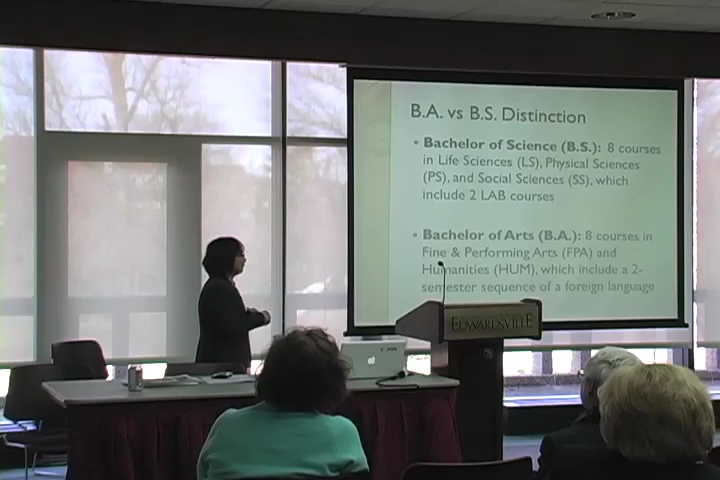 B.A. vs B.S. Distinction
• Bachelor of Science (B.S.): 8 courses
in Life Sciences (LS), Physical Sciences
(PS), and Social Sciences (SS), which
include 2 LAB courses
• Bachelor of Arts (B.A.): 8 courses in
Fine & Performing Arts (FPA) and
Humanities (HUM), which include a 2-
semester sequence of a foreign language
EDWARDSVILLE